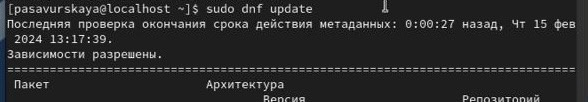 [pasavurskaya@localhost ~]$ sudo dnf update
Последняя проверка окончания срока действия метаданных: 0:00:27 назад, Чт 15 фев
2024 13:17:39.
Зависимости разрешены.
================================================================================
Пакет Архитектура
Версия Репозиторий